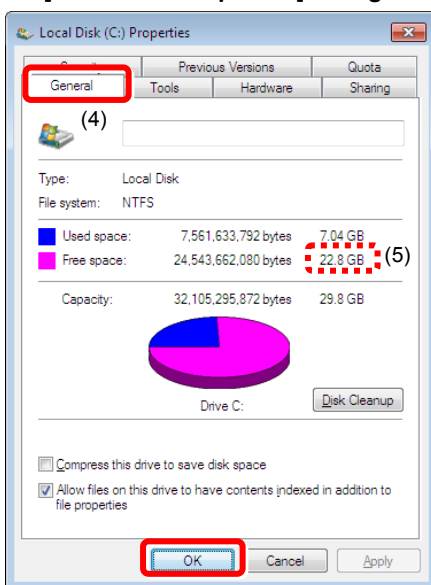 Local Disk (C:) Properties
Previous Versions
Quota
General
Tools
Hardware
Sharing
(4)
Type: Local Disk
File system: NTFS
Used space: 7,561,633,792 bytes 7.04 GB
Free space: 24,543,662,080 bytes 22.8 GB (5)
Capacity: 32,105,295,872 bytes 29.8 GB
Drive C:
Disk Cleanup
Compress this drive to save disk space
Allow files on this drive to have contents indexed in addition to
file properties
OK
Cancel
Apply